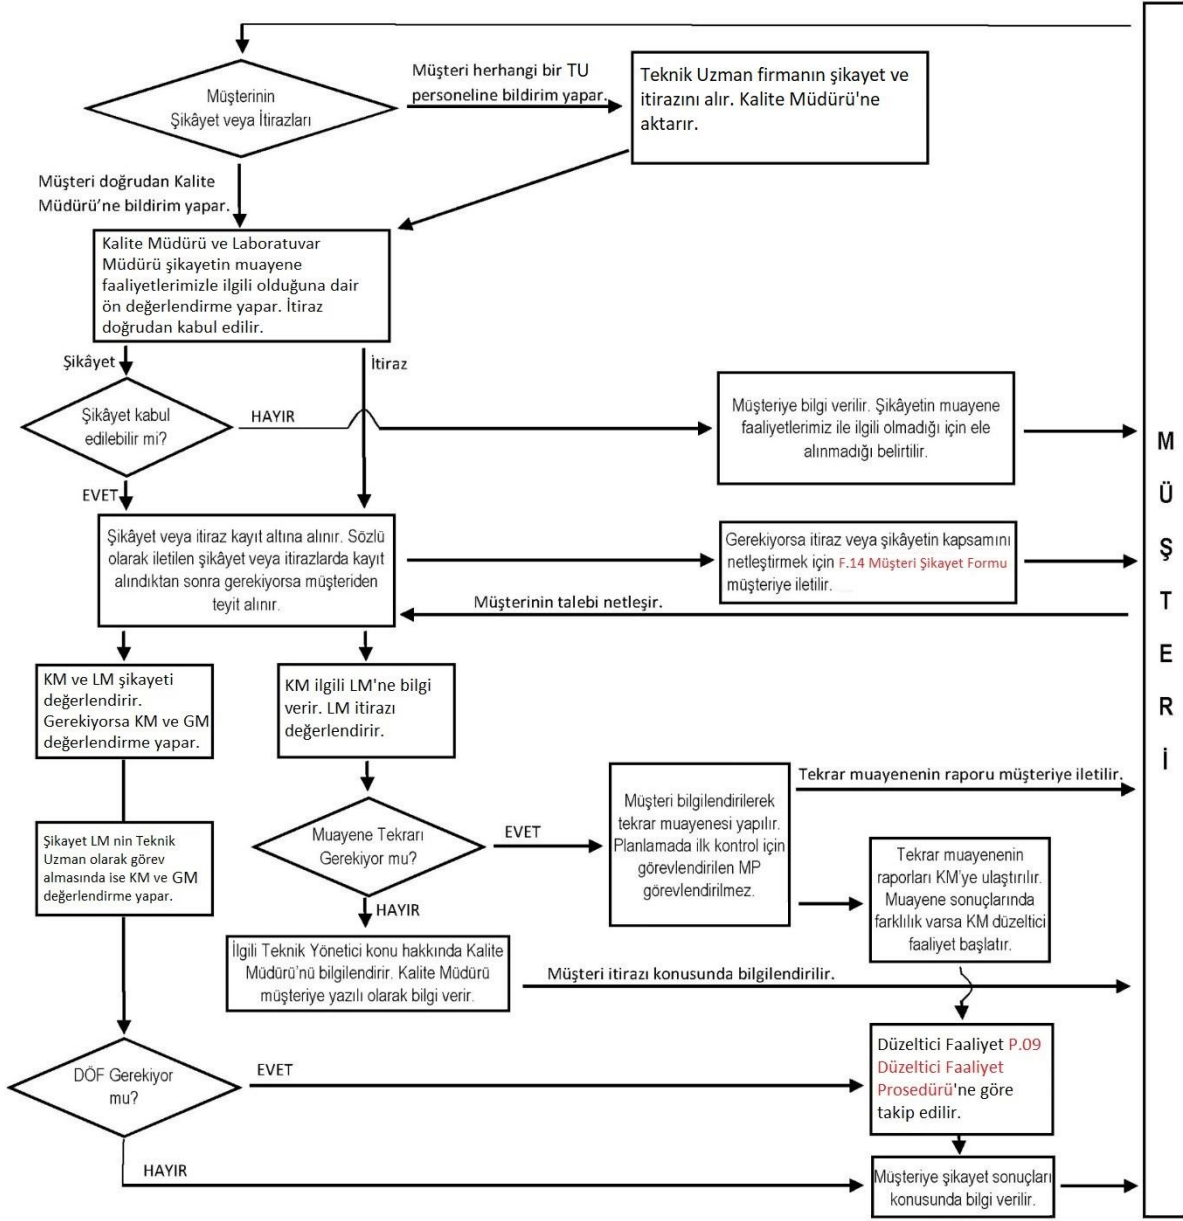 Müşterinin
Şikâyet veya İtirazları
Müşteri herhangi bir TU
personeline bildirim yapar.
Teknik Uzman firmanın şikayet ve
itirazını alır. Kalite Müdürü'ne
aktarır.
Müşteri doğrudan Kalite
Müdürü'ne bildirim yapar.
Kalite Müdürü ve Laboratuvar
Müdürü şikayetin muayene
faaliyetlerimizle ilgili olduğuna dair
ön değerlendirme yapar. İtiraz
doğrudan kabul edilir.
Şikâyet
İtiraz
Şikâyet kabul
edilebilir mi?
HAYIR
Müşteriye bilgi verilir. Şikâyetin muayene
faaliyetlerimiz ile ilgili olmadığı için ele
alınmadığı belirtilir.
EVET
Şikâyet veya itiraz kayıt altına alınır. Sözlü
olarak iletilen şikâyet veya itirazlarda kayıt
alındıktan sonra gerekiyorsa müşteriden
teyit alınır.
Gerekiyorsa itiraz veya şikâyetin kapsamını
netleştirmek için F.14 Müşteri Şikayet Formu
müşteriye iletilir.
Müşterinin talebi netleşir.
KM ve LM şikayeti
değerlendirir.
Gerekiyorsa KM ve GM
değerlendirme yapar.
KM ilgili LM'ne bilgi
verir. LM itirazı
değerlendirir.
Şikayet LM nin Teknik
Uzman olarak görev
almasında ise KM ve GM
değerlendirme yapar.
Muayene Tekrarı
Gerekiyor mu?
EVET
Müşteri bilgilendirilerek
tekrar muayenesi yapılır.
Planlamada ilk kontrol için
görevlendirilen MP
görevlendirilmez.
Tekrar muayenenin raporu müşteriye iletilir.
Tekrar muayenenin
raporları KM'ye ulaştırılır.
Muayene sonuçlarında
farklılık varsa KM düzeltici
faaliyet başlatır.
HAYIR
İlgili Teknik Yönetici konu hakkında Kalite
Müdürü'nü bilgilendir. Kalite Müdürü
müşteriye yazılı olarak bilgi verir.
Müşteri itirazı konusunda bilgilendirilir.
DÖF Gerekiyor
mu?
EVET
Düzeltici Faaliyet P.09
Düzeltici Faaliyet
Prosedürü'ne göre
takip edilir.
HAYIR
Müşteriye şikayet sonuçları
konusunda bilgi verilir.
M
Ü
Ş
T
E
R
İ